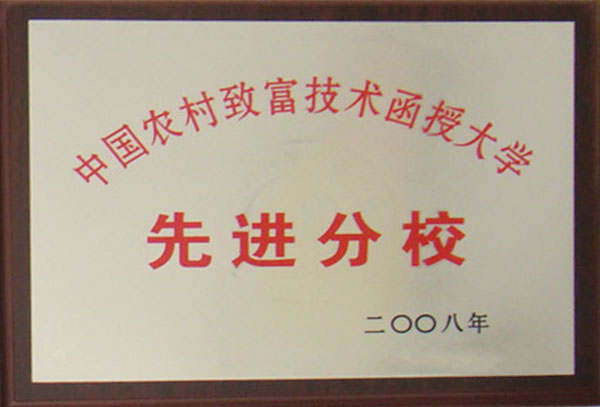 中国农村致富技术函授大学
先进分校
二〇〇八年